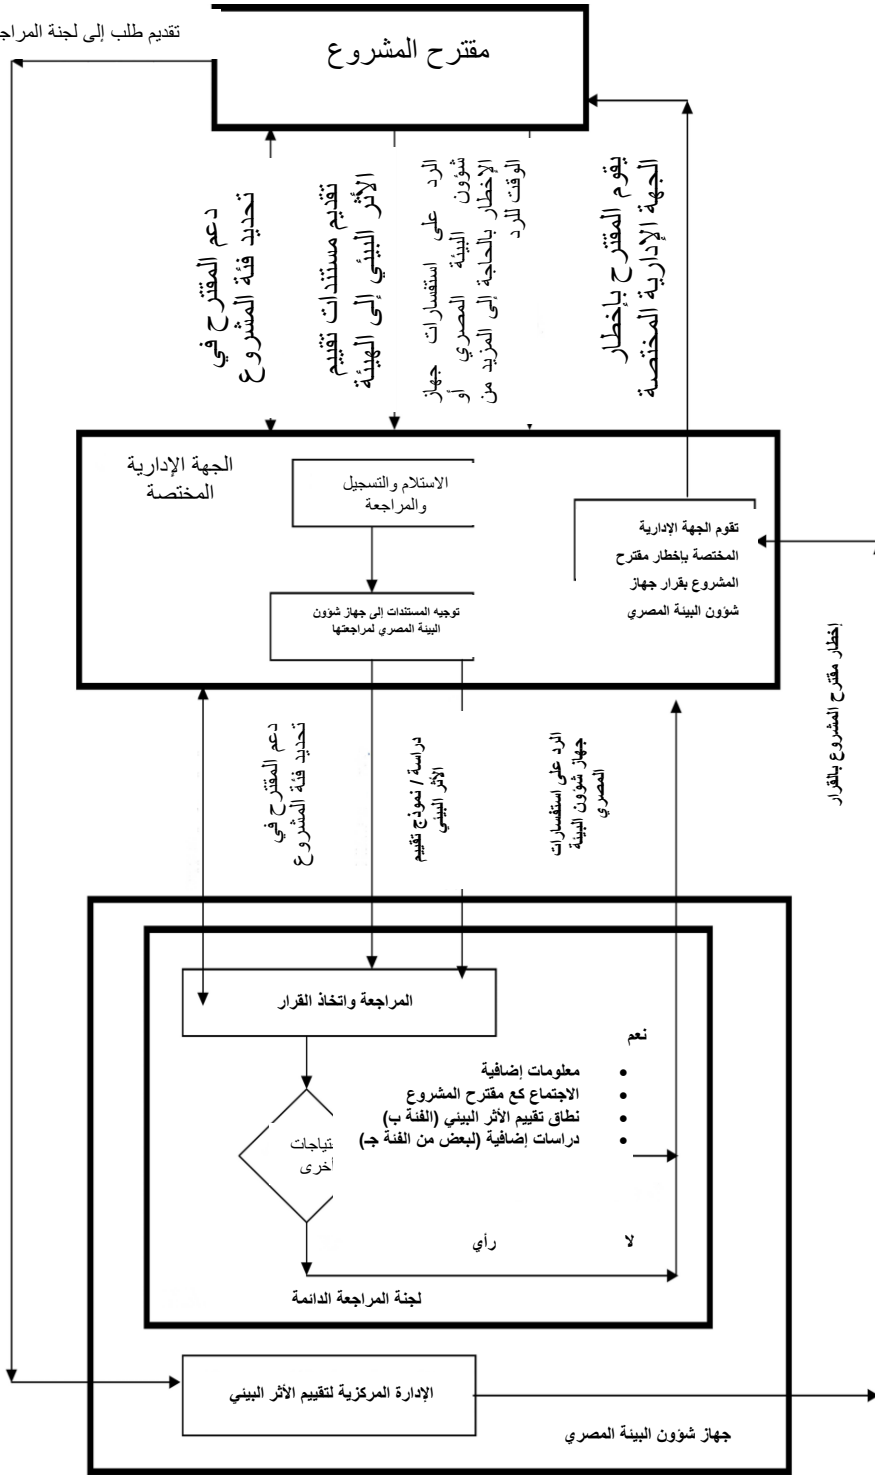 تقديم طلب إلى لجنة
مقترح المشروع
دعم المقترح في
تحديد فئة المشروع
تقديم مستندات تقييم
الأثر البيئي إلى الهيئة
الرد على استفسارات جهاز
شؤون البيئة المصري أو
الإخطار بالحاجة إلى المزيد من
الوقت للرد
يقوم المقترح بإخطار
الجهة الإدارية المختصة
الجهة الإدارية
المختصة
الاستلام والتسجيل
والمراجعة
توجيه المستندات إلى جهاز شؤون
البيئة المصري لمراجعتها
تقوم الجهة الإدارية
المختصة بإخطار مقترح
المشروع بقرار جهاز
شؤون البيئة المصري
إخطار مقترح المشروع بالقرار
دعم المقترح في
تحديد فئة المشروع
دراسة / نموذج تقييم
الأثر البيئي
الرد على استفسارات
جهاز شؤون البيئة
المصري
المراجعة واتخاذ القرار
نعم
• معلومات إضافية
• الاجتماع كع مقترح المشروع
• نطاق تقييم الأثر البيئي (الفئة ب)
• دراسات إضافية (لبعض من الفئة جـ)
تياجات
أخرى
لا
رأي
لجنة المراجعة الدائمة
الإدارة المركزية لتقييم الأثر البيئي
جهاز شؤون البيئة المصري